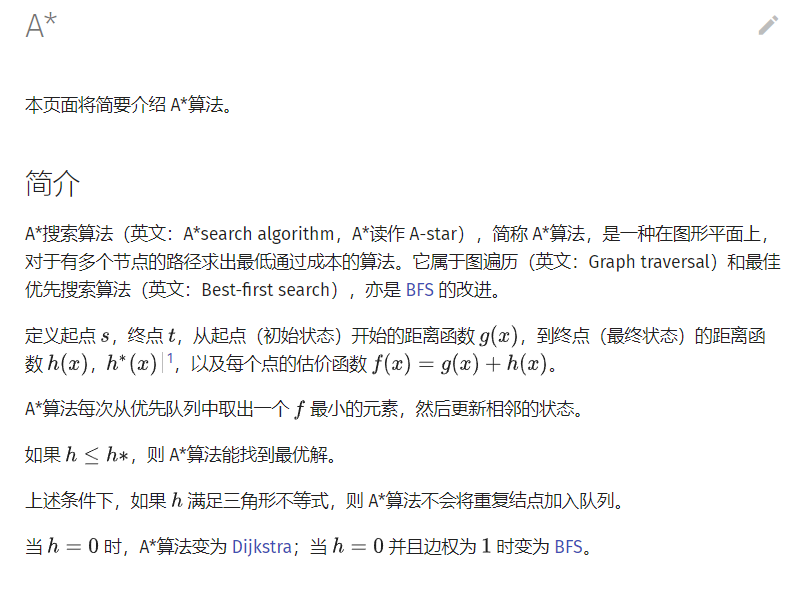 A*
本页面将简要介绍 A*算法。
简介
A*搜索算法（英文：A*search algorithm，A*读作 A-star），简称 A*算法，是一种在图形平面上，
对于有多个节点的路径求出最低通过成本的算法。它属于图遍历（英文：Graph traversal）和最佳
优先搜索算法（英文：Best-first search），亦是 BFS 的改进。
定义起点 s，终点 t，从起点（初始状态）开始的距离函数 g(x)，到终点（最终状态）的距离函
数 h(x)，h*(x) 1，以及每个点的估价函数 f(x) = g(x) + h(x)。
A*算法每次从优先队列中取出一个 f 最小的元素，然后更新相邻的状态。
如果 h ≤ h*，则 A*算法能找到最优解。
上述条件下，如果 h 满足三角形不等式，则 A*算法不会将重复结点加入队列。
当 h = 0 时，A*算法变为 Dijkstra；当 h = 0 并且边权为 1 时变为 BFS。